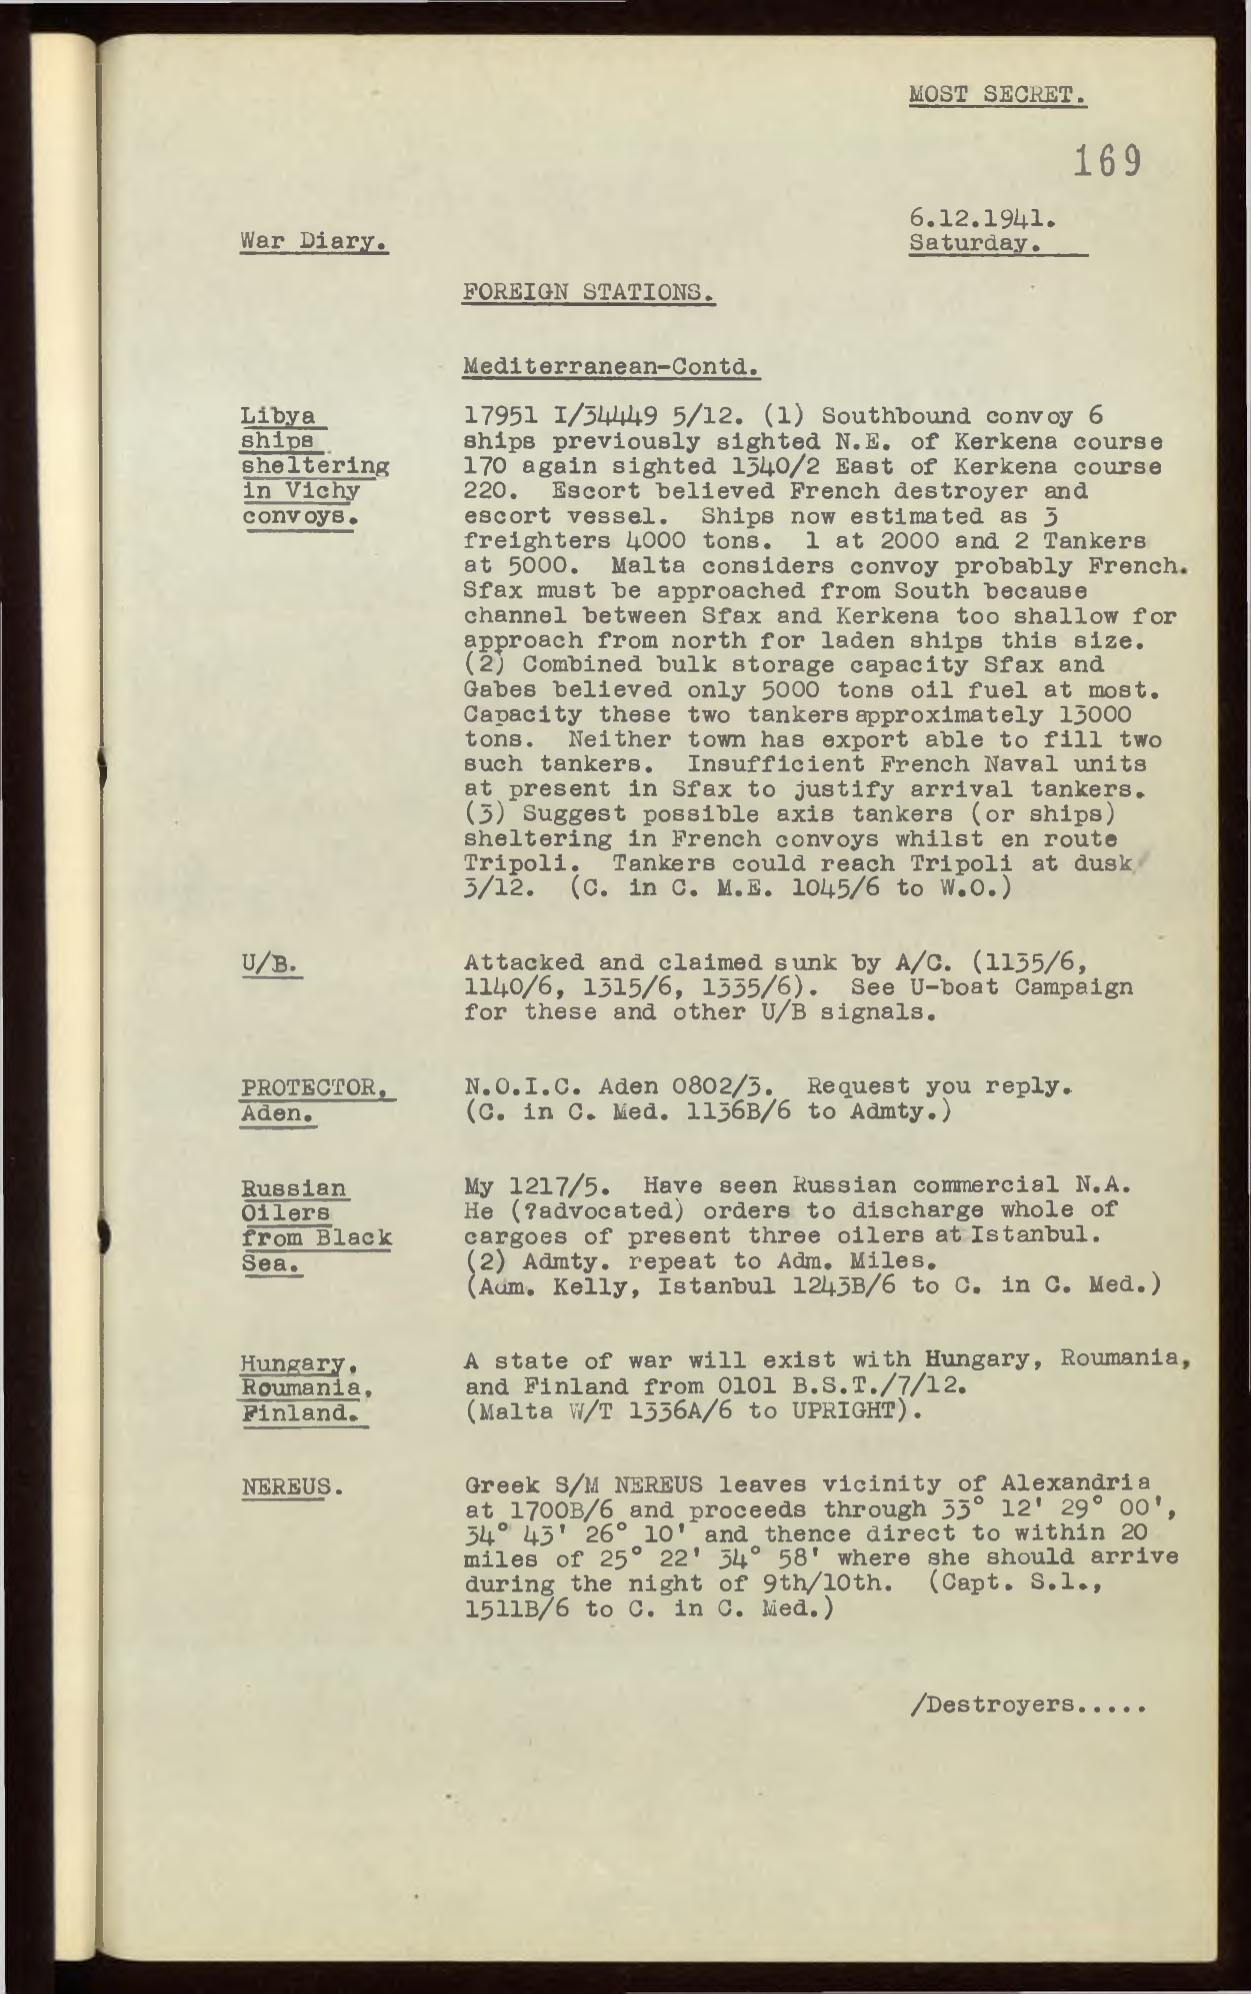 MOST SECRET.
169
6.12.1941.
War Diary.
Saturday.
FOREIGN STATIONS.
Mediterranean-Contd.
Libya
ships
sheltering
in Vichy
convoys.
17951 I/34449 5/12. (1) Southbound convoy 6
ships previously sighted N.E. of Kerkena course
170 again sighted 1340/2 East of Kerkena course
220. Escort believed French destroyer and
escort vessel. Ships now estimated as 3
freighters 4000 tons. 1 at 2000 and 2 Tankers
at 5000. Malta considers convoy probably French.
Sfax must be approached from South because
channel between Sfax and Kerkena too shallow for
approach from north for laden ships this size.
(2) Combined bulk storage capacity Sfax and
Gabes believed only 5000 tons oil fuel at most.
Capacity these two tankers approximately 13000
tons. Neither town has export able to fill two
such tankers. Insufficient French Naval units
at present in Sfax to justify arrival tankers.
(3) Suggest possible axis tankers (or ships)
sheltering in French convoys whilst en route
Tripoli. Tankers could reach Tripoli at dusk
3/12. (C. in C. M.E. 1045/6 to W.O.)
U/B.
Attacked and claimed sunk by A/C. (1135/6,
1140/6, 1315/6, 1335/6). See U-boat Campaign
for these and other U/B signals.
PROTECTOR,
Aden.
N.O.I.C. Aden 0802/3. Request you reply.
(C. in C. Med. 1136B/6 to Admty.)
Russian
Oilers
from Black
Sea.
My 1217/5. Have seen Russian commercial N.A.
He (?advocated) orders to discharge whole of
cargoes of present three oilers at Istanbul.
(2) Admty. repeat to Adm. Miles.
(Adm. Kelly, Istanbul 1243B/6 to C. in C. Med.)
Hungary,
Roumania,
Finland.
A state of war will exist with Hungary, Roumania,
and Finland from 0101 B.S.T./7/12.
(Malta W/T 1336A/6 to UPRIGHT).
NEREUS.
Greek S/M NEREUS leaves vicinity of Alexandria
at 1700B/6 and proceeds through 33° 12' 29° 00',
34° 43' 26° 10' and thence direct to within 20
miles of 25° 22' 34° 58' where she should arrive
during the night of 9th/10th. (Capt. S.1.,
1511B/6 to C. in C. Med.)
/Destroyers.....